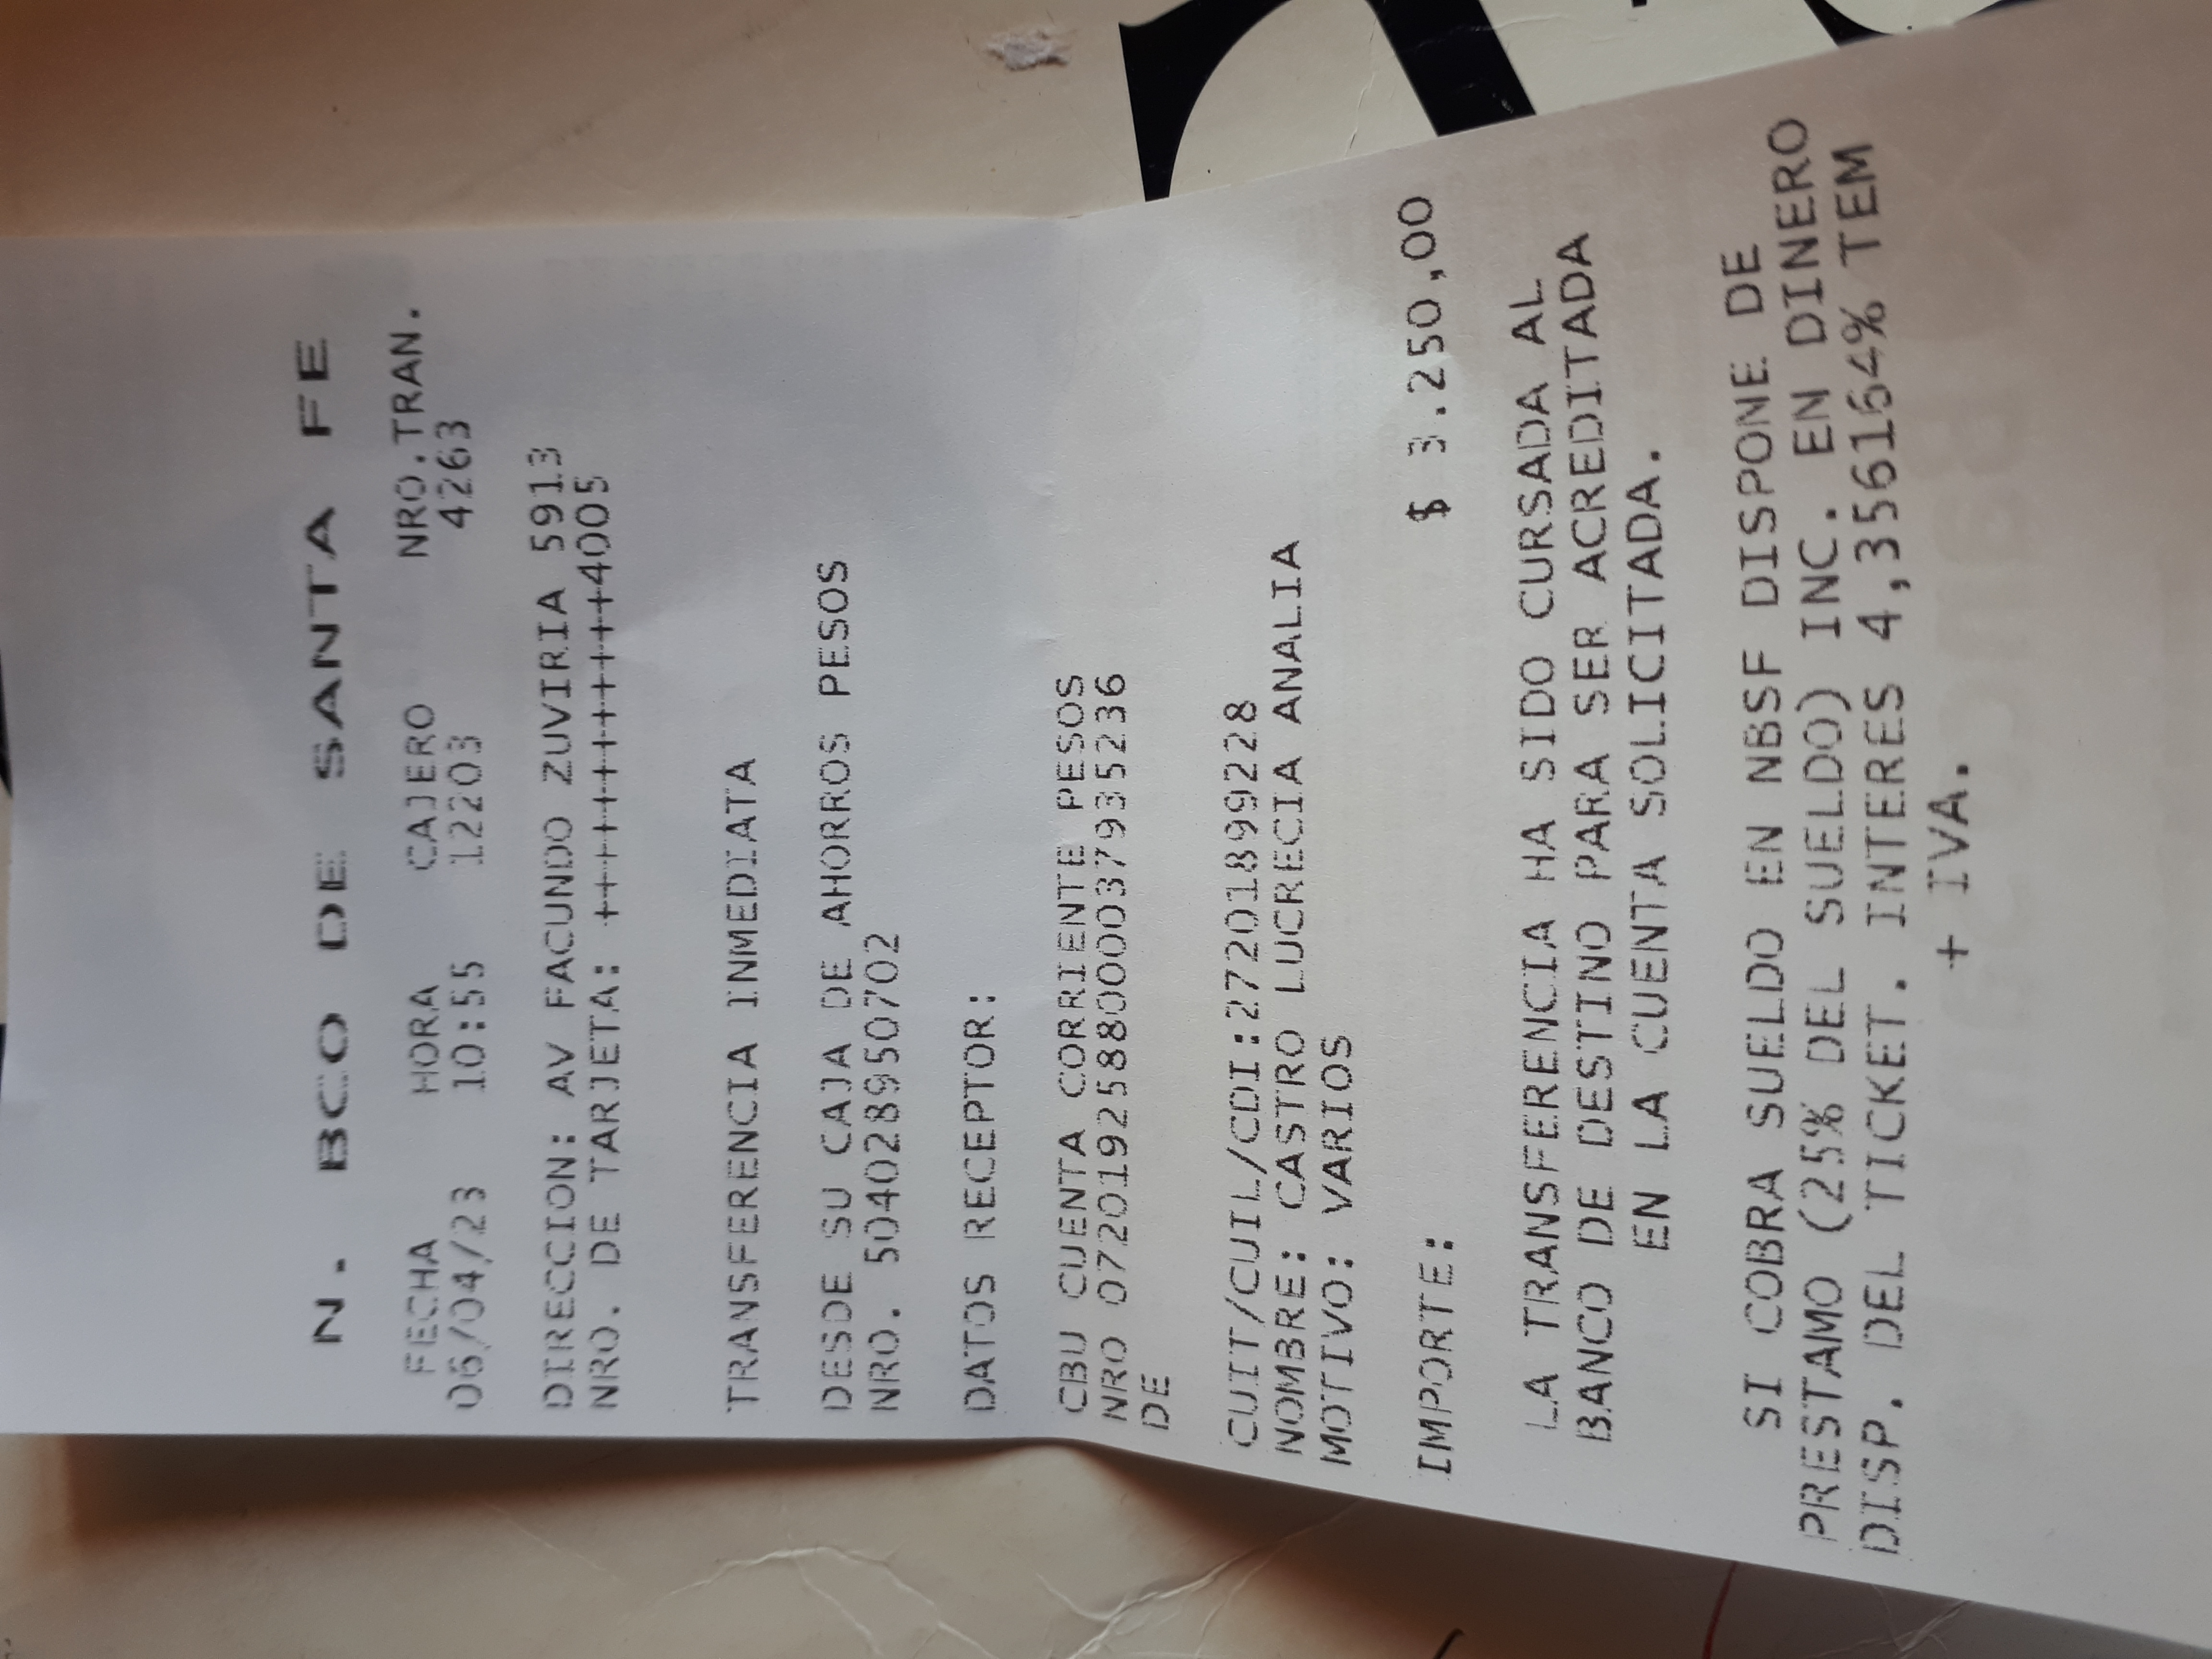 N. BCO DE SANTA FE
FECHA HORA CAJERO NRO.TRAN.
06/04/23 10:55 12203 4263
DIRECCION: AV FACUNDO ZUVIRIA 5913
NRO. DE TARJETA: ++++++++++++4005
TRANSFERENCIA INMEDIATA
DESDE SU CAJA DE AHORROS PESOS
NRO. 504028950702
DATOS RECEPTOR:
CBU CUENTA CORRIENTE PESOS
NRO 0720192588000037935236
DE
CUIT/CUIL/CDI:27201899228
NOMBRE: CASTRO LUCRECIA ANALIA
MOTIVO: VARIOS
IMPORTE: $ 3.250,00
LA TRANSFERENCIA HA SIDO CURSADA AL
BANCO DE DESTINO PARA SER ACREDITADA
EN LA CUENTA SOLICITADA.
SI COBRA SUELDO EN NBSF DISPONE DE
PRESTAMO (25% DEL SUELDO) INC. EN DINERO
DISP. DEL TICKET. INTERES 4,356164% TEM
+ IVA.